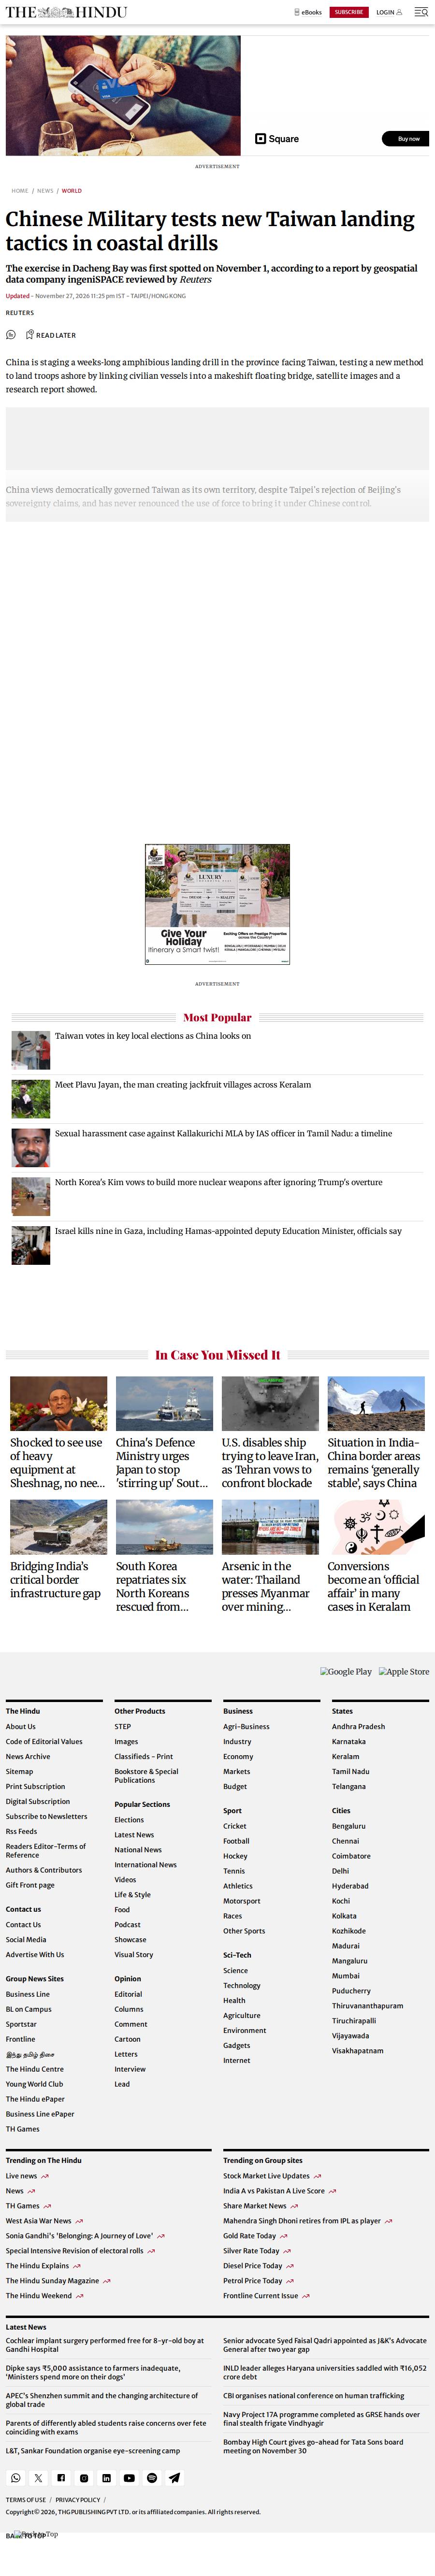 THE HINDU
eBooks
SUBSCRIBE
LOGIN
Square
Buy now
ADVERTISEMENT
HOME / NEWS / WORLD
Chinese Military tests new Taiwan landing
tactics in coastal drills
The exercise in Dacheng Bay was first spotted on November 1, according to a report by geospatial
data company ingeniSPACE reviewed by Reuters
Updated - November 27, 2026 11:25 pm IST - TAIPEI/HONG KONG
REUTERS
READ LATER
China is staging a weeks-long amphibious landing drill in the province facing Taiwan, testing a new method
to land troops ashore by linking civilian vessels into a makeshift floating bridge, satellite images and a
research report showed.
China views democratically governed Taiwan as its own territory, despite Taipei's rejection of Beijing's
sovereignty claims, and has never renounced the use of force to bring it under Chinese control.
LUXURY
Give Your
Holiday
Itinerary a Smart twist!
ADVERTISEMENT
Most Popular
Taiwan votes in key local elections as China looks on
Meet Plavu Jayan, the man creating jackfruit villages across Keralam
Sexual harassment case against Kallakurichi MLA by IAS officer in Tamil Nadu: a timeline
North Korea's Kim vows to build more nuclear weapons after ignoring Trump's overture
Israel kills nine in Gaza, including Hamas-appointed deputy Education Minister, officials say
In Case You Missed It
Shocked to see use
of heavy
equipment at
Sheshnag, no nee...
China's Defence
Ministry urges
Japan to stop
'stirring up' Sout...
U.S. disables ship
trying to leave Iran,
as Tehran vows to
confront blockade
Situation in India-
China border areas
remains ‘generally
stable’, says China
Bridging India’s
critical border
infrastructure gap
South Korea
repatriates six
North Koreans
rescued from...
Arsenic in the
water: Thailand
presses Myanmar
over mining...
Conversions
become an ‘official
affair’ in many
cases in Keralam
Google Play
Apple Store
The Hindu
About Us
Code of Editorial Values
News Archive
Sitemap
Print Subscription
Digital Subscription
Subscribe to Newsletters
Rss Feeds
Readers Editor-Terms of
Reference
Authors & Contributors
Gift Front page
Contact us
Contact Us
Social Media
Advertise With Us
Group News Sites
Business Line
BL on Campus
Sportstar
Frontline
இந்து தமிழ் திசை
The Hindu Centre
Young World Club
The Hindu ePaper
Business Line ePaper
TH Games
Other Products
STEP
Images
Classifieds - Print
Bookstore & Special
Publications
Popular Sections
Elections
Latest News
National News
International News
Videos
Life & Style
Food
Podcast
Showcase
Visual Story
Opinion
Editorial
Columns
Comment
Cartoon
Letters
Interview
Lead
Business
Agri-Business
Industry
Economy
Markets
Budget
Sport
Cricket
Football
Hockey
Tennis
Athletics
Motorsport
Races
Other Sports
Sci-Tech
Science
Technology
Health
Agriculture
Environment
Gadgets
Internet
States
Andhra Pradesh
Karnataka
Keralam
Tamil Nadu
Telangana
Cities
Bengaluru
Chennai
Coimbatore
Delhi
Hyderabad
Kochi
Kolkata
Kozhikode
Madurai
Mangaluru
Mumbai
Puducherry
Thiruvananthapuram
Tiruchirapalli
Vijayawada
Visakhapatnam
Trending on The Hindu
Live news
News
TH Games
West Asia War News
Sonia Gandhi's 'Belonging: A Journey of Love'
Special Intensive Revision of electoral rolls
The Hindu Explains
The Hindu Sunday Magazine
The Hindu Weekend
Trending on Group sites
Stock Market Live Updates
India A vs Pakistan A Live Score
Share Market News
Mahendra Singh Dhoni retires from IPL as player
Gold Rate Today
Silver Rate Today
Diesel Price Today
Petrol Price Today
Frontline Current Issue
Latest News
Cochlear implant surgery performed free for 8-yr-old boy at
Gandhi Hospital
Dipke says ₹5,000 assistance to farmers inadequate,
'Ministers spend more on their dogs'
APEC’s Shenzhen summit and the changing architecture of
global trade
Parents of differently abled students raise concerns over fete
coinciding with exams
L&T, Sankar Foundation organise eye-screening camp
Senior advocate Syed Faisal Qadri appointed as J&K’s Advocate
General after two year gap
INLD leader alleges Haryana universities saddled with ₹16,052
crore debt
CBI organises national conference on human trafficking
Navy Project 17A programme completed as GRSE hands over
final stealth frigate Vindhyagir
Bombay High Court gives go-ahead for Tata Sons board
meeting on November 30
TERMS OF USE / PRIVACY POLICY /
Copyright© 2026, THG PUBLISHING PVT LTD. or its affiliated companies. All rights reserved.
BACK TO TOP
Back to Top